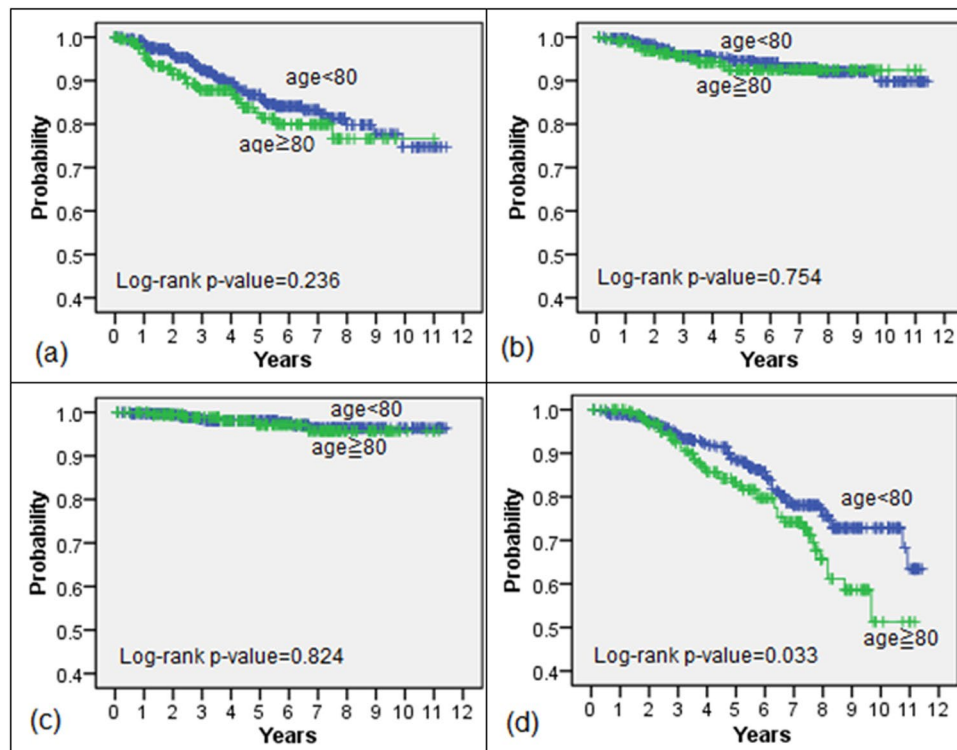 Probability
1.0
0.9
0.8
0.7
0.6
0.5
0.4
age<80
age≥80
Log-rank p-value=0.236
0 1 2 3 4 5 6 7 8 9 10 11 12
Years
(a)
Probability
1.0
0.9
0.8
0.7
0.6
0.5
0.4
age<80
age≧80
Log-rank p-value=0.754
0 1 2 3 4 5 6 7 8 9 10 11 12
Years
(b)
Probability
1.0
0.9
0.8
0.7
0.6
0.5
0.4
age<80
age≧80
Log-rank p-value=0.824
0 1 2 3 4 5 6 7 8 9 10 11 12
Years
(c)
Probability
1.0
0.9
0.8
0.7
0.6
0.5
0.4
age<80
age≧80
Log-rank p-value=0.033
0 1 2 3 4 5 6 7 8 9 10 11 12
Years
(d)